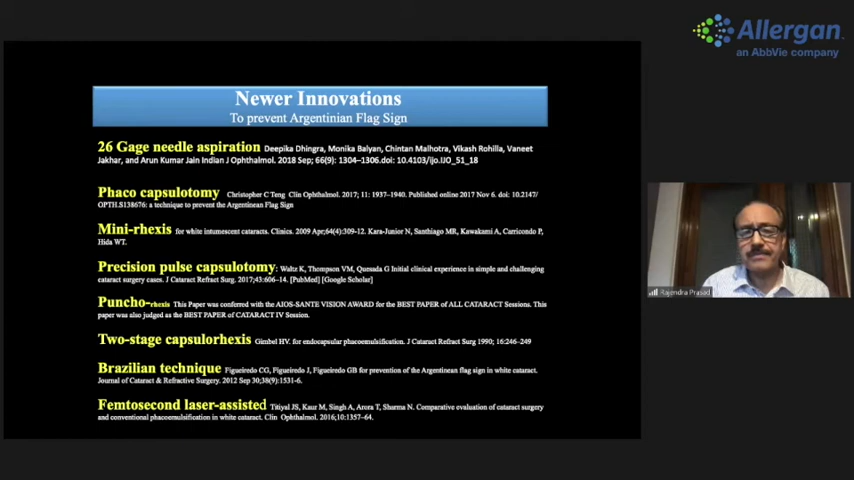 Allergan
an AbbVie company
Newer Innovations
To prevent Argentinian Flag Sign
26 Gage needle aspiration Deepika Dhingra, Monika Balyan, Chintan Malhotra, Vikash Rohilla, Vaneet
Jakhar, and Arun Kumar Jain Indian J Ophthalmol. 2018 Sep; 66(9): 1304–1306.doi: 10.4103/ijo.IJO_51_18
Phaco capsulotomy Christopher C Teng Clin Ophthalmol. 2017; 11: 1937–1940. Published online 2017 Nov 6. doi: 10.2147/
OPTH.S138676: a technique to prevent the Argentinean Flag Sign
Mini-rhexis for white intumescent cataracts. Clinics. 2009 Apr;64(4):309-12. Kara-Junior N, Santhiago MR, Kawakami A, Carricondo P,
Hida WT.
Precision pulse capsulotomy: Waltz K, Thompson VM, Quesada G Initial clinical experience in simple and challenging
cataract surgery cases. J Cataract Refract Surg. 2017;43:606–14. [PubMed] [Google Scholar]
Puncho-rhexis This Paper was conferred with the AIOS-SANTE VISION AWARD for the BEST PAPER of ALL CATARACT Sessions. This
paper was also judged as the BEST PAPER of CATARACT IV Session.
Two-stage capsulorhexis Gimbel HV. for endocapsular phacoemulsification. J Cataract Refract Surg 1990; 16:246–249
Brazilian technique Figueiredo CG, Figueiredo J, Figueiredo GB for prevention of the Argentinean flag sign in white cataract.
Journal of Cataract & Refractive Surgery. 2012 Sep 30;38(9):1531-6.
Femtosecond laser-assisted Titiyal JS, Kaur M, Singh A, Arora T, Sharma N. Comparative evaluation of cataract surgery
and conventional phacoemulsification in white cataract. Clin Ophthalmol. 2016;10:1357–64.
Rajendra Prasad